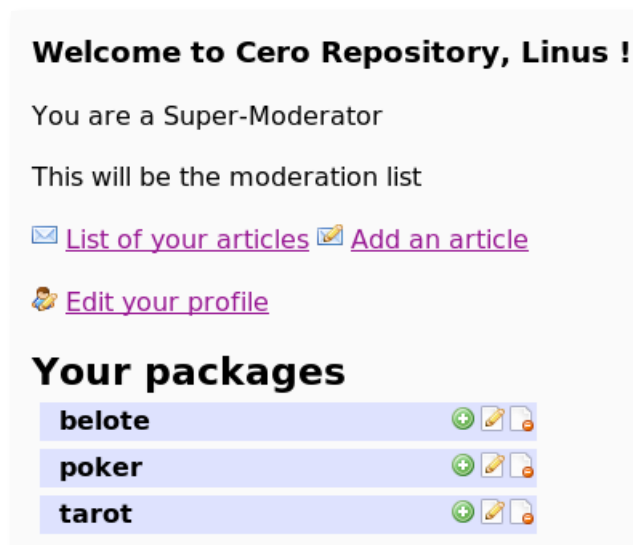 Welcome to Cero Repository, Linus !
You are a Super-Moderator
This will be the moderation list
List of your articles Add an article
Edit your profile
Your packages
belote
poker
tarot